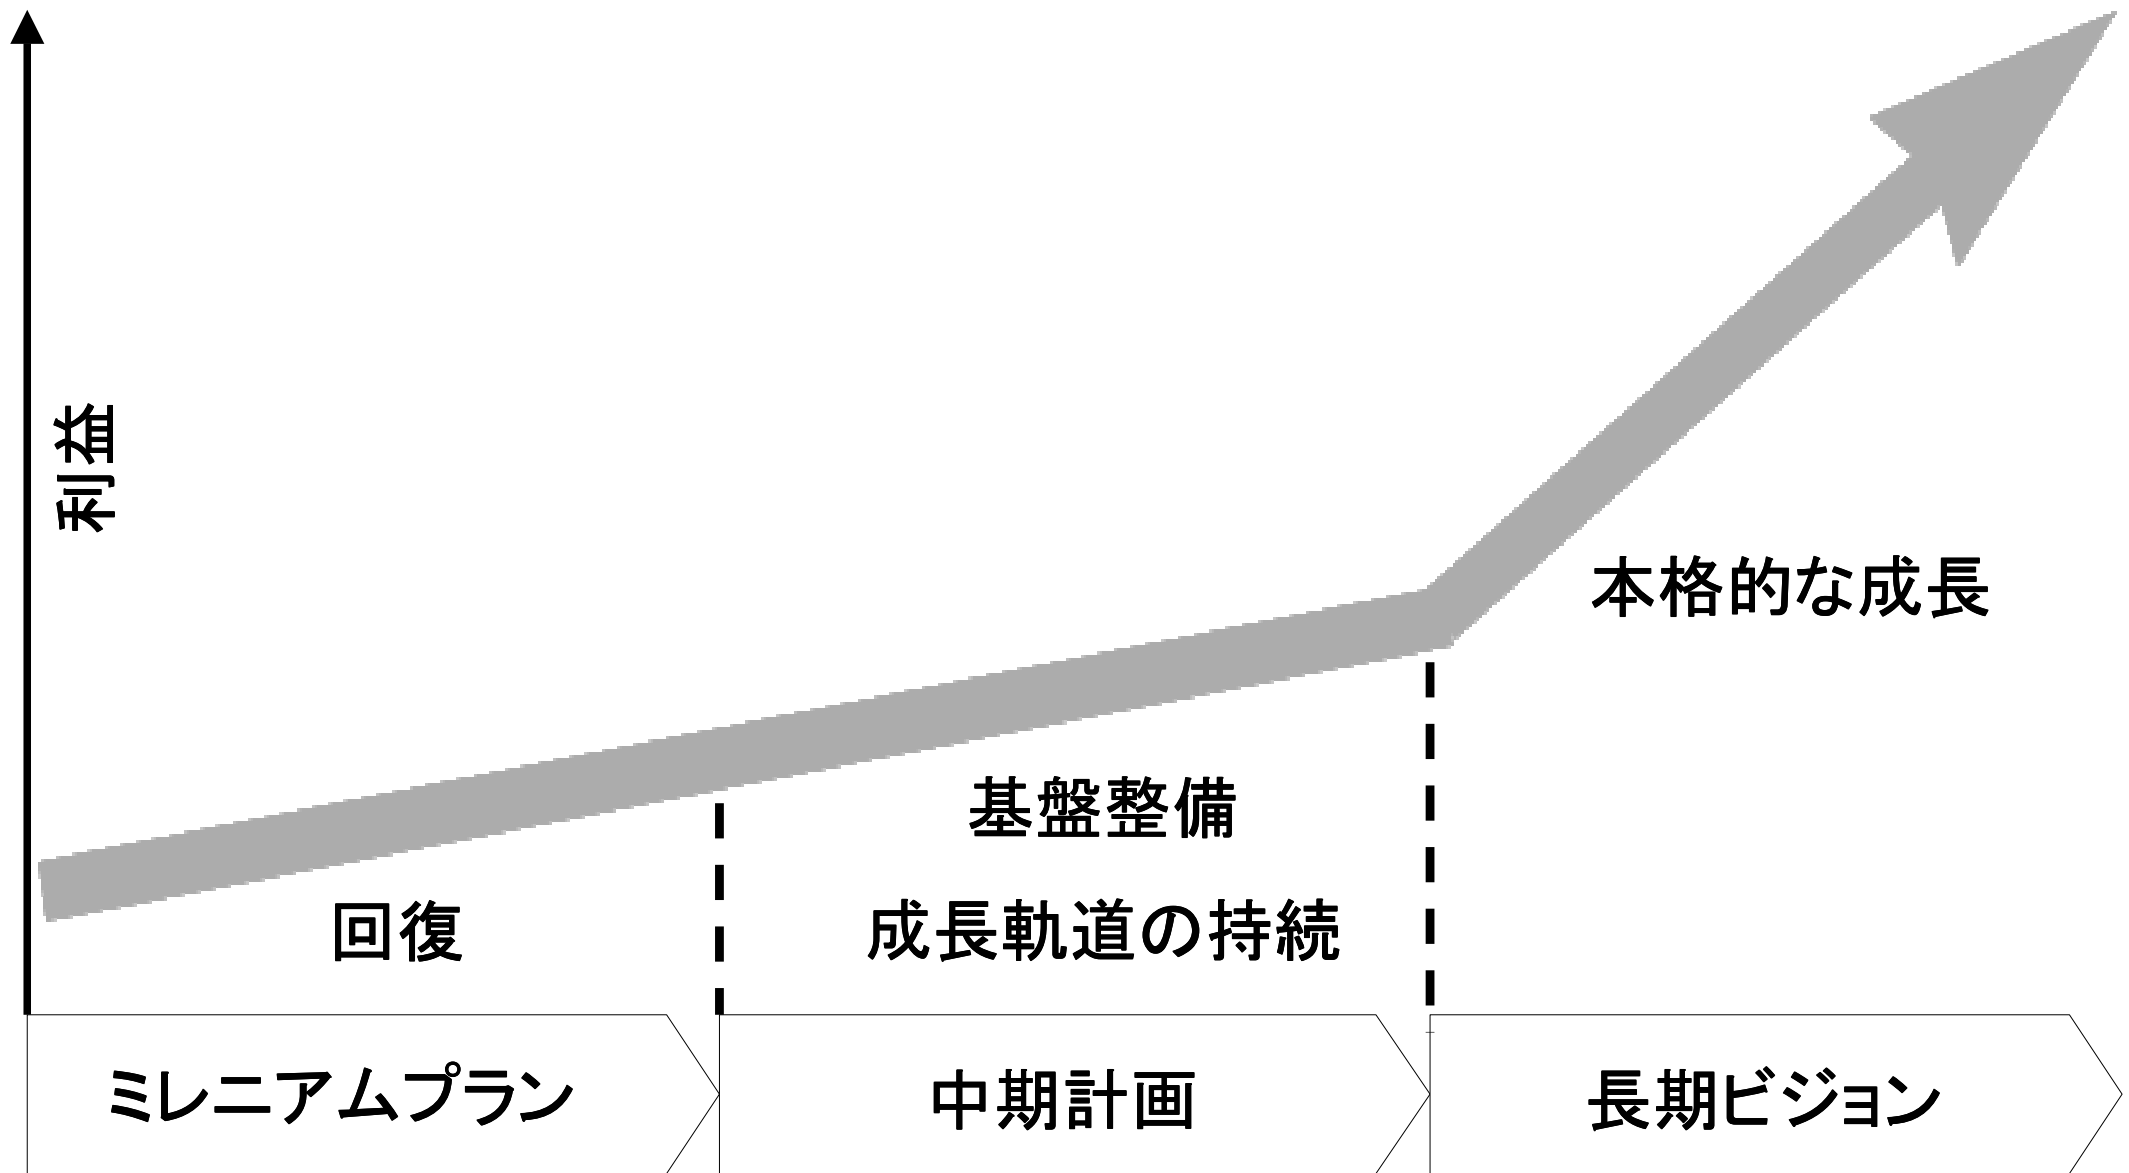 利益
本格的な成長
基盤整備
成長軌道の持続
回復
ミレニアムプラン
中期計画
長期ビジョン